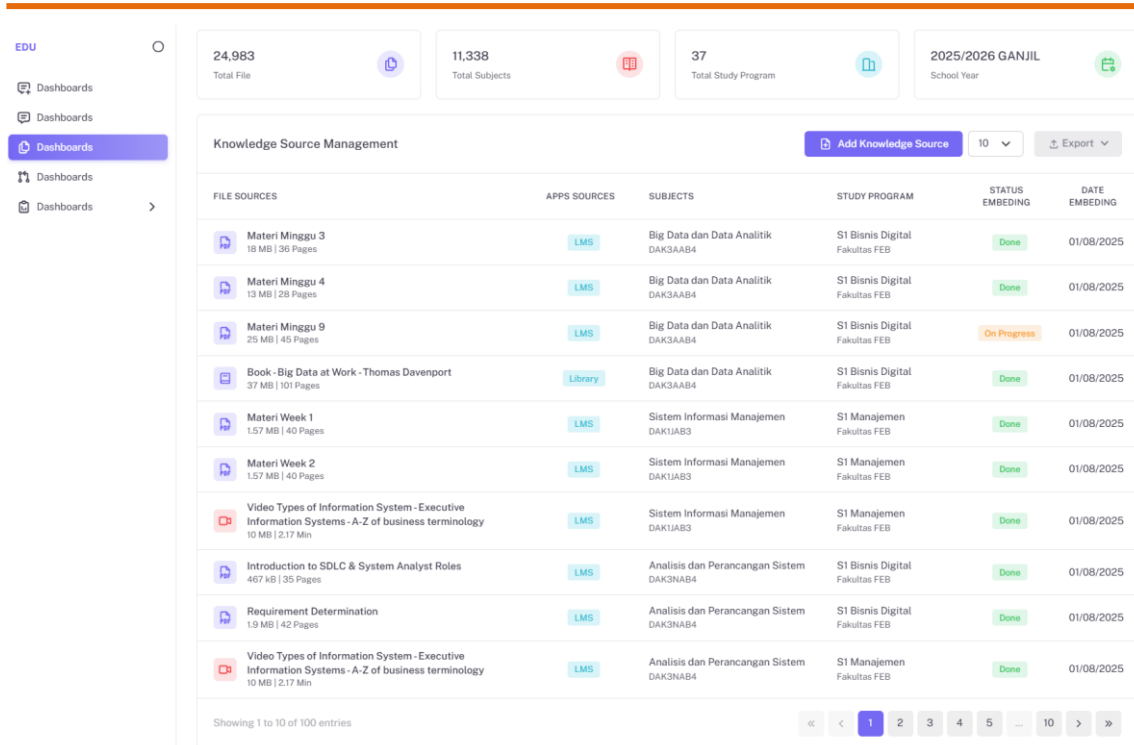 EDU
Dashboards
Dashboards
Dashboards
Dashboards
Dashboards
24,983
Total File
11,338
Total Subjects
37
Total Study Program
2025/2026 GANJIL
School Year
Knowledge Source Management
Add Knowledge Source
10
Export
FILE SOURCES APPS SOURCES SUBJECTS STUDY PROGRAM STATUS EMBEDING DATE EMBEDING
PDF Materi Minggu 3 LMS Big Data dan Data Analitik S1 Bisnis Digital Done 01/08/2025
18 MB | 36 Pages DAK3AAB4 Fakultas FEB
PDF Materi Minggu 4 LMS Big Data dan Data Analitik S1 Bisnis Digital Done 01/08/2025
13 MB | 28 Pages DAK3AAB4 Fakultas FEB
PDF Materi Minggu 9 LMS Big Data dan Data Analitik S1 Bisnis Digital On Progress 01/08/2025
25 MB | 45 Pages DAK3AAB4 Fakultas FEB
Book - Big Data at Work - Thomas Davenport Library Big Data dan Data Analitik S1 Bisnis Digital Done 01/08/2025
37 MB | 101 Pages DAK3AAB4 Fakultas FEB
PDF Materi Week 1 LMS Sistem Informasi Manajemen S1 Manajemen Done 01/08/2025
1.57 MB | 40 Pages DAK1JAB3 Fakultas FEB
PDF Materi Week 2 LMS Sistem Informasi Manajemen S1 Manajemen Done 01/08/2025
1.57 MB | 40 Pages DAK1JAB3 Fakultas FEB
Video Types of Information System - Executive
Information Systems - A-Z of business terminology LMS Sistem Informasi Manajemen S1 Manajemen Done 01/08/2025
10 MB | 2.17 Min DAK1JAB3 Fakultas FEB
PDF Introduction to SDLC & System Analyst Roles LMS Analisis dan Perancangan Sistem S1 Bisnis Digital Done 01/08/2025
467 kB | 35 Pages DAK3NAB4 Fakultas FEB
PDF Requirement Determination LMS Analisis dan Perancangan Sistem S1 Bisnis Digital Done 01/08/2025
1.9 MB | 42 Pages DAK3NAB4 Fakultas FEB
Video Types of Information System - Executive
Information Systems - A-Z of business terminology LMS Analisis dan Perancangan Sistem S1 Manajemen Done 01/08/2025
10 MB | 2.17 Min DAK3NAB4 Fakultas FEB
Showing 1 to 10 of 100 entries
« < 1 2 3 4 5 ... 10 > »